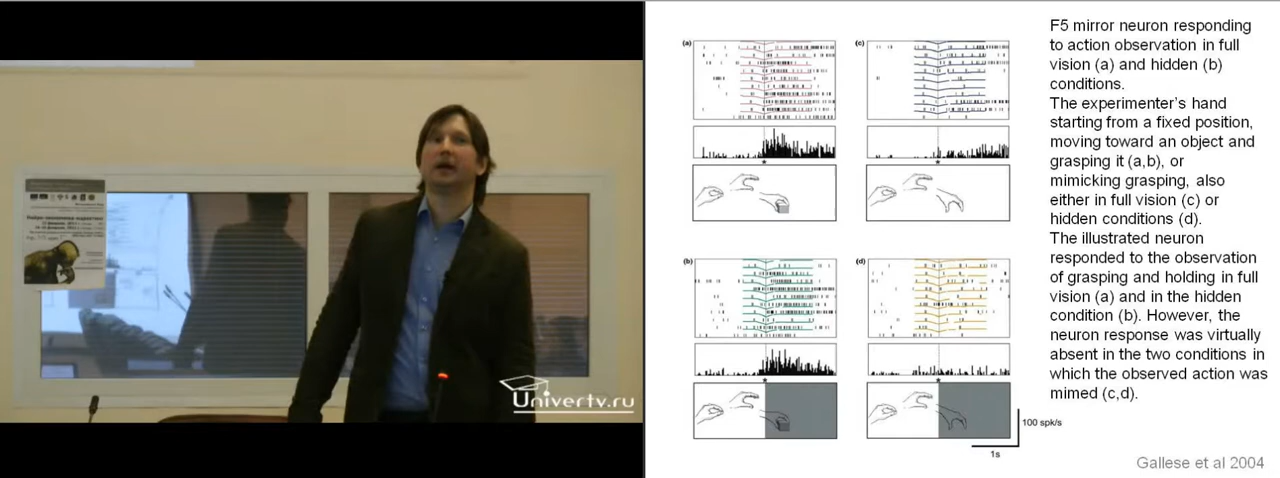 Univertv.ru
(a)
(c)
(b)
(d)
100 spk/s
1s
F5 mirror neuron responding
to action observation in full
vision (a) and hidden (b)
conditions.
The experimenter's hand
starting from a fixed position,
moving toward an object and
grasping it (a,b), or
mimicking grasping, also
either in full vision (c) or
hidden conditions (d).
The illustrated neuron
responded to the observation
of grasping and holding in full
vision (a) and in the hidden
condition (b). However, the
neuron response was virtually
absent in the two conditions in
which the observed action was
mimed (c,d).
Gallese et al 2004